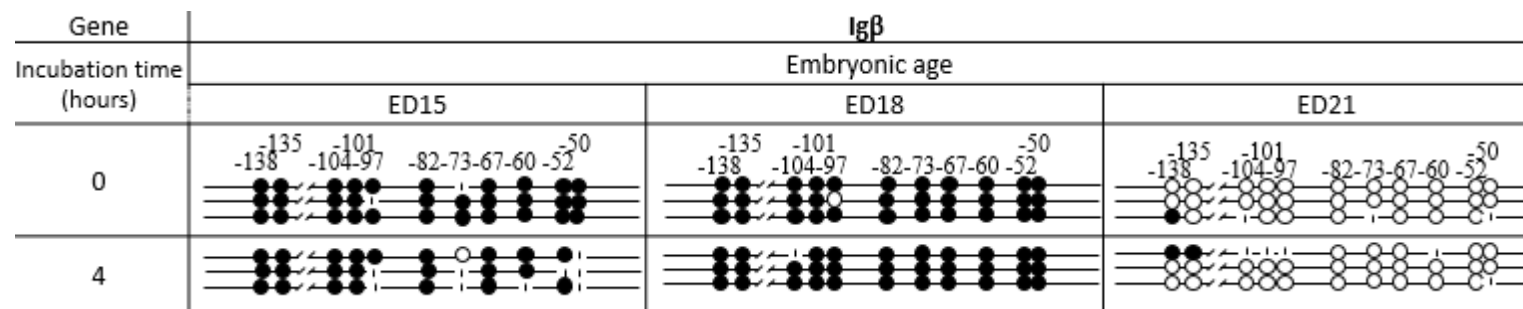 Gene Igβ
Incubation time (hours) Embryonic age
ED15 ED18 ED21
-135 -101 -50 -135 -101 -50 -135 -101 -50
-138 -104-97 -82-73-67-60 -52 -138 -104-97 -82-73-67-60 -52 -138 -104-97 -82-73-67-60 -52
0
4